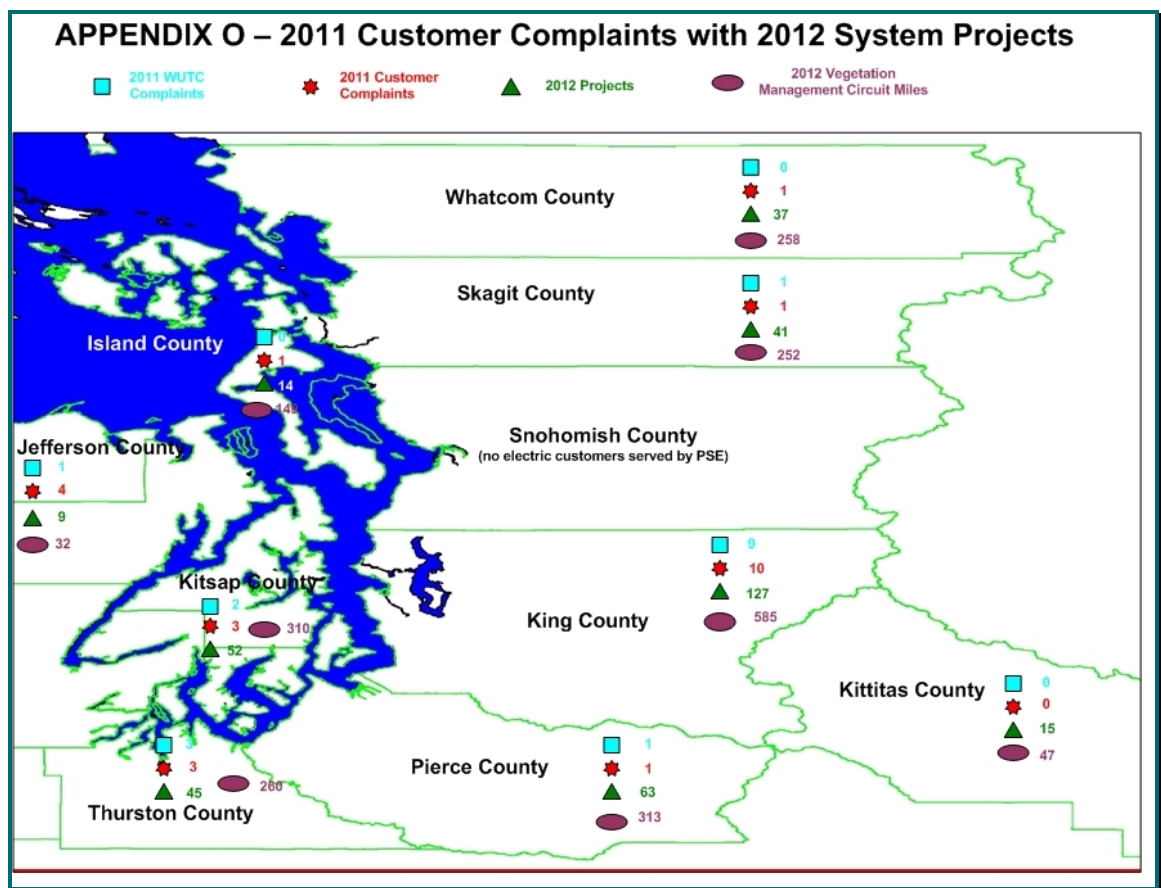 APPENDIX O – 2011 Customer Complaints with 2012 System Projects
2011 WUTC
Complaints
2011 Customer
Complaints
2012 Projects
2012 Vegetation
Management Circuit Miles
Whatcom County
0
1
37
258
Skagit County
1
1
41
252
Island County
0
1
14
149
Snohomish County
(no electric customers served by PSE)
Jefferson County
1
4
9
32
Kitsap County
2
3
310
52
King County
9
10
127
585
Kittitas County
0
0
15
47
Thurston County
3
3
45
260
Pierce County
1
1
63
313